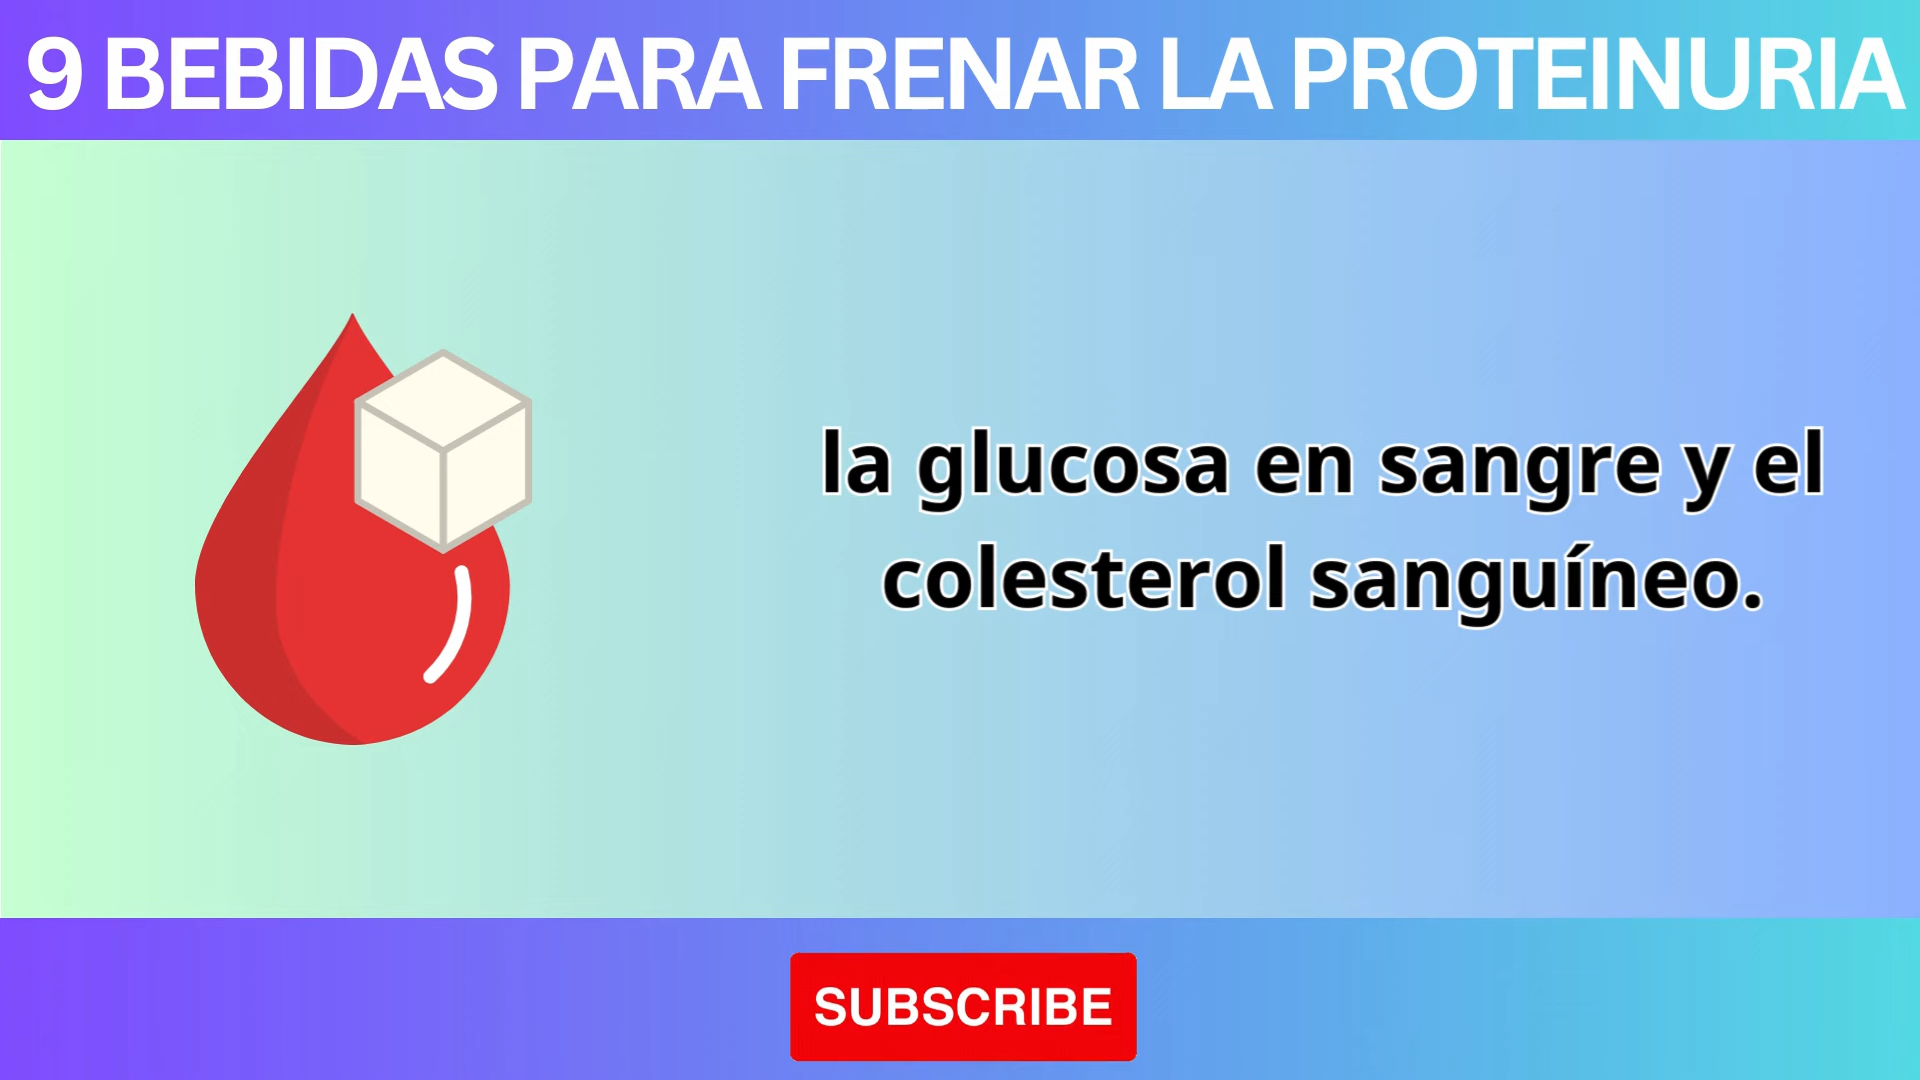 9 BEBIDAS PARA FRENAR LA PROTEINURIA
la glucosa en sangre y el
colesterol sanguíneo.
SUBSCRIBE